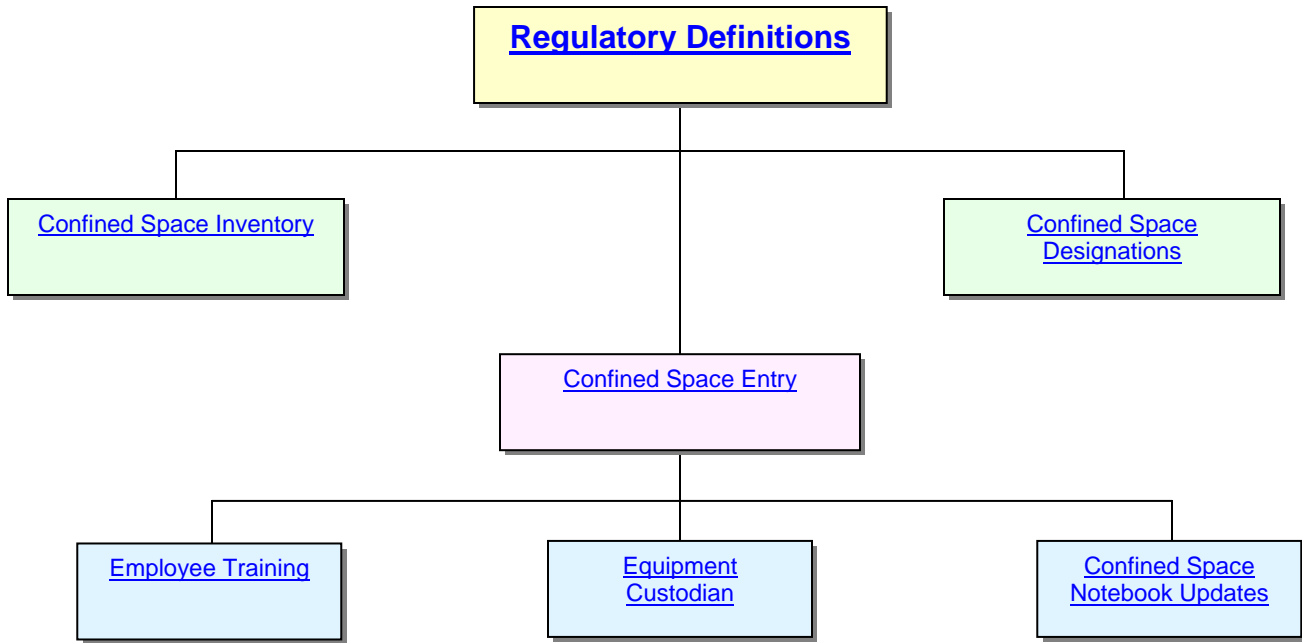 Regulatory Definitions
Confined Space Inventory
Confined Space
Designations
Confined Space Entry
Employee Training
Equipment
Custodian
Confined Space
Notebook Updates